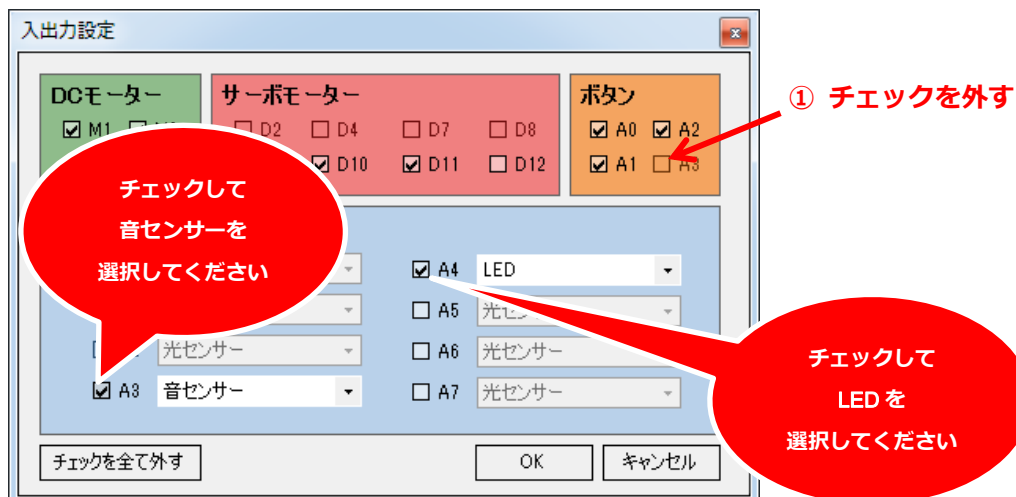 入出力設定
DCモーター
サーボモーター
ボタン
① チェックを外す
M1
D2
D4
D7
D8
A0
A2
D10
D11
D12
A1
A3
チェックして
音センサーを
選択してください
A4 LED
A5 光センサー
光センサー
A6 光センサー
A3 音センサー
A7 光センサー
チェックして
LEDを
選択してください
チェックを全て外す
OK
キャンセル